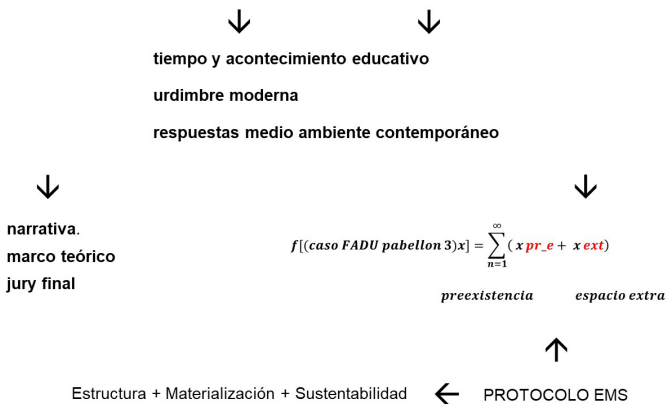 tiempo y acontecimiento educativo
urdimbre moderna
respuestas medio ambiente contemporáneo
narrativa.
marco teórico
jury final
f[(caso FADU pabellon 3)x] = ∑_{n=1}^{∞} ( x pr_e + x ext)
preexistencia espacio extra
Estructura + Materialización + Sustentabilidad ← PROTOCOLO EMS